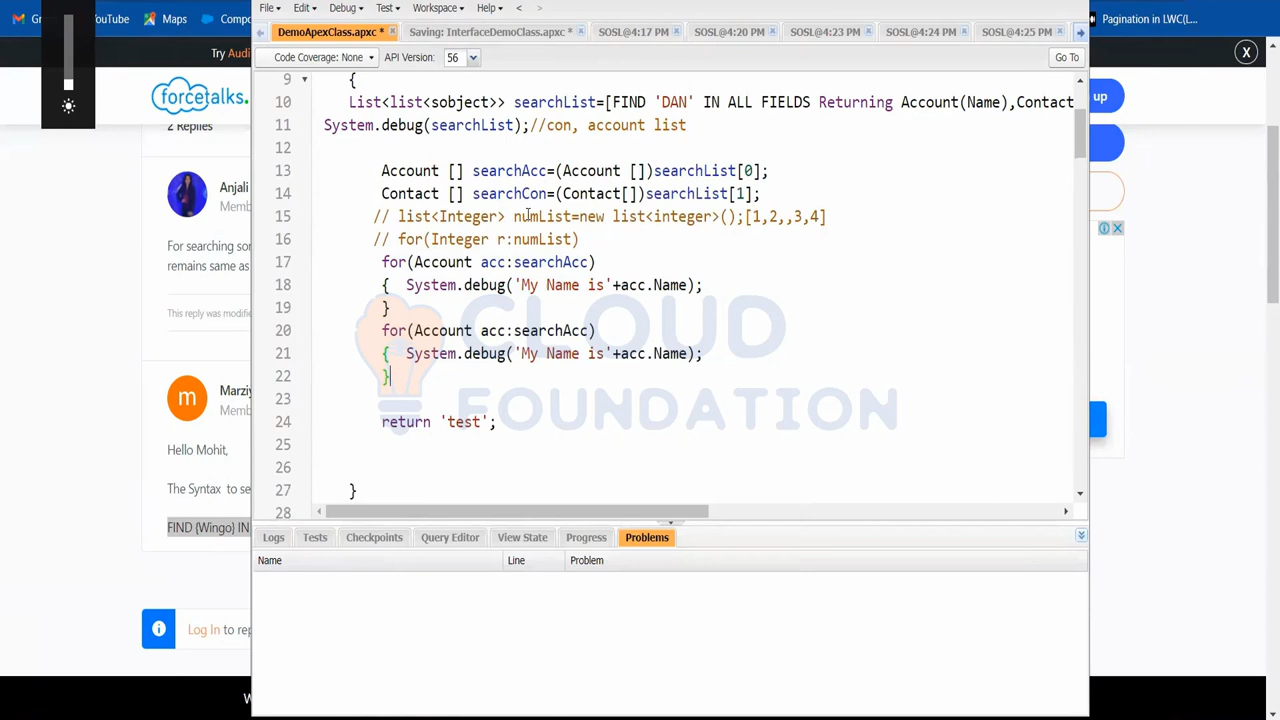 Gr
YouTube
Maps
Compo
Pagination in LWC(L...
File Edit Debug Test Workspace Help < >
DemoApexClass.apxc *
Saving: InterfaceDemoClass.apxc *
SOSL@4:17 PM
SOSL@4:20 PM
SOSL@4:23 PM
SOSL@4:24 PM
SOSL@4:25 PM
Code Coverage: None
API Version: 56
Go To
Try Audi
X
forcetalks.
up
2 Replies
Anjali
Memb
For searching sor
remains same as
This reply was modifie
Marziy
Memb
Hello Mohit,
The Syntax to se
FIND {Wingo} IN
Log In to rep
W
9 {
10 List<list<sobject>> searchList=[FIND 'DAN' IN ALL FIELDS Returning Account(Name),Contact
11 System.debug(searchList);//con, account list
12
13 Account [] searchAcc=(Account [])searchList[0];
14 Contact [] searchCon=(Contact[])searchList[1];
15 // list<Integer> numList=new list<integer>();[1,2,,3,4]
16 // for(Integer r:numList)
17 for(Account acc:searchAcc)
18 { System.debug('My Name is'+acc.Name);
19 }
20 for(Account acc:searchAcc)
21 { System.debug('My Name is'+acc.Name);
22 }
23
24 return 'test';
25
26
27 }
28
CLOUD
FOUNDATION
Logs Tests Checkpoints Query Editor View State Progress Problems
Name Line Problem